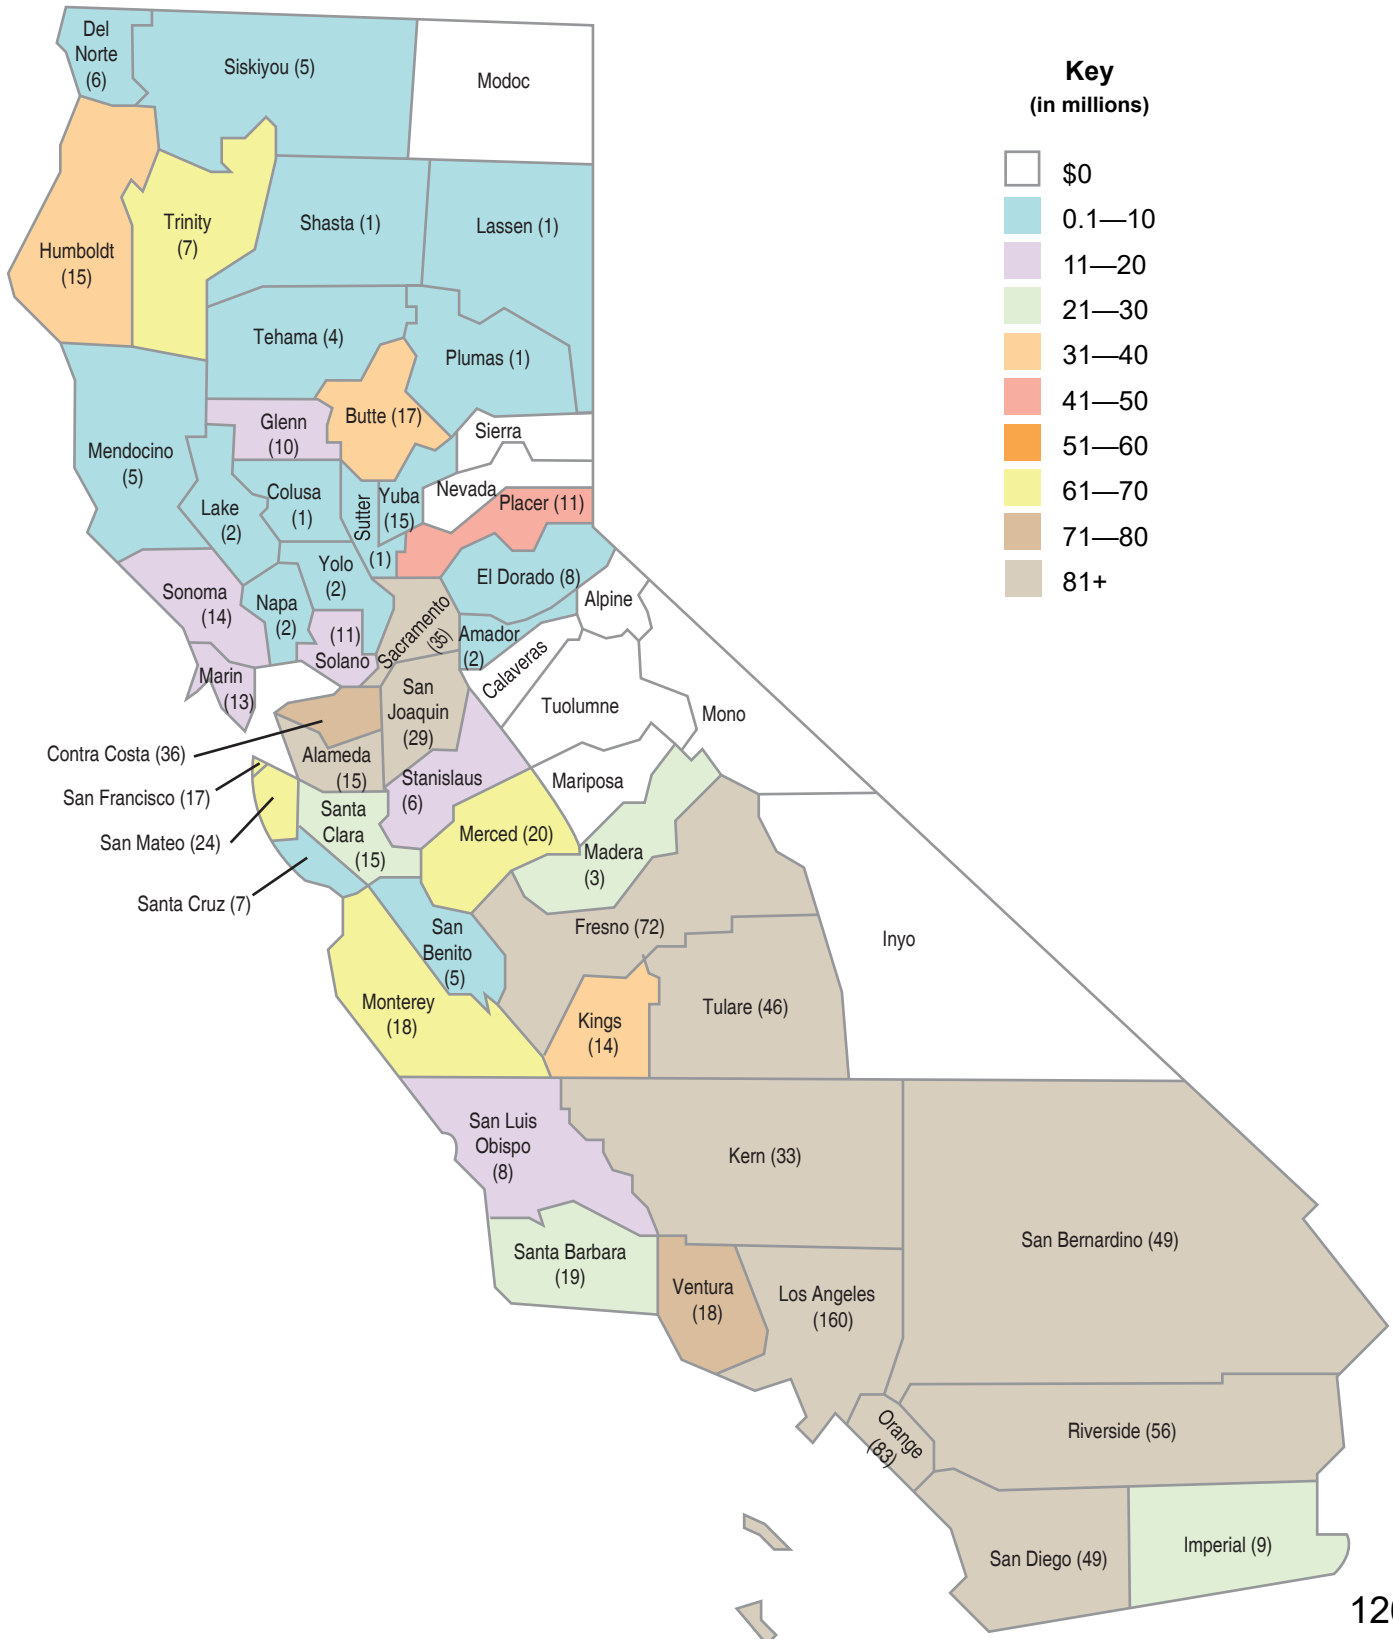 Del
Norte
(6)
Siskiyou (5)
Modoc
Key
(in millions)
$0
0.1—10
11—20
21—30
31—40
41—50
51—60
61—70
71—80
81+
Humboldt
(15)
Trinity
(7)
Shasta (1)
Lassen (1)
Tehama (4)
Plumas (1)
Butte (17)
Glenn
(10)
Mendocino
(5)
Sierra
Nevada
Placer (11)
Lake
(2)
Colusa
(1)
Sutter
(1)
Yuba
(15)
Yolo
(2)
El Dorado (8)
Sonoma
(14)
Napa
(2)
(11)
Solano
Sacramento
(35)
Amador
(2)
Alpine
Calaveras
Marin
(13)
San
Joaquin
(29)
Tuolumne
Mono
Contra Costa (36)
Alameda
(15)
Stanislaus
(6)
Mariposa
San Francisco (17)
San Mateo (24)
Santa
Clara
(15)
Merced (20)
Madera
(3)
Santa Cruz (7)
San
Benito
(5)
Fresno (72)
Inyo
Monterey
(18)
Kings
(14)
Tulare (46)
San Luis
Obispo
(8)
Kern (33)
San Bernardino (49)
Santa Barbara
(19)
Ventura
(18)
Los Angeles
(160)
Orange
(83)
Riverside (56)
San Diego (49)
Imperial (9)